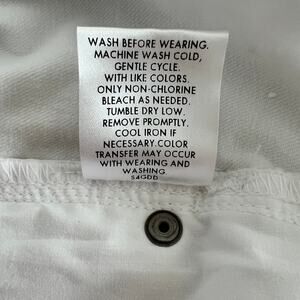 WASH BEFORE WEARING.
MACHINE WASH COLD,
GENTLE CYCLE.
WITH LIKE COLORS.
ONLY NON-CHLORINE
BLEACH AS NEEDED.
TUMBLE DRY LOW.
REMOVE PROMPTLY.
COOL IRON IF
NECESSARY.COLOR
TRANSFER MAY OCCUR
WITH WEARING AND
WASHING.
S4GDD